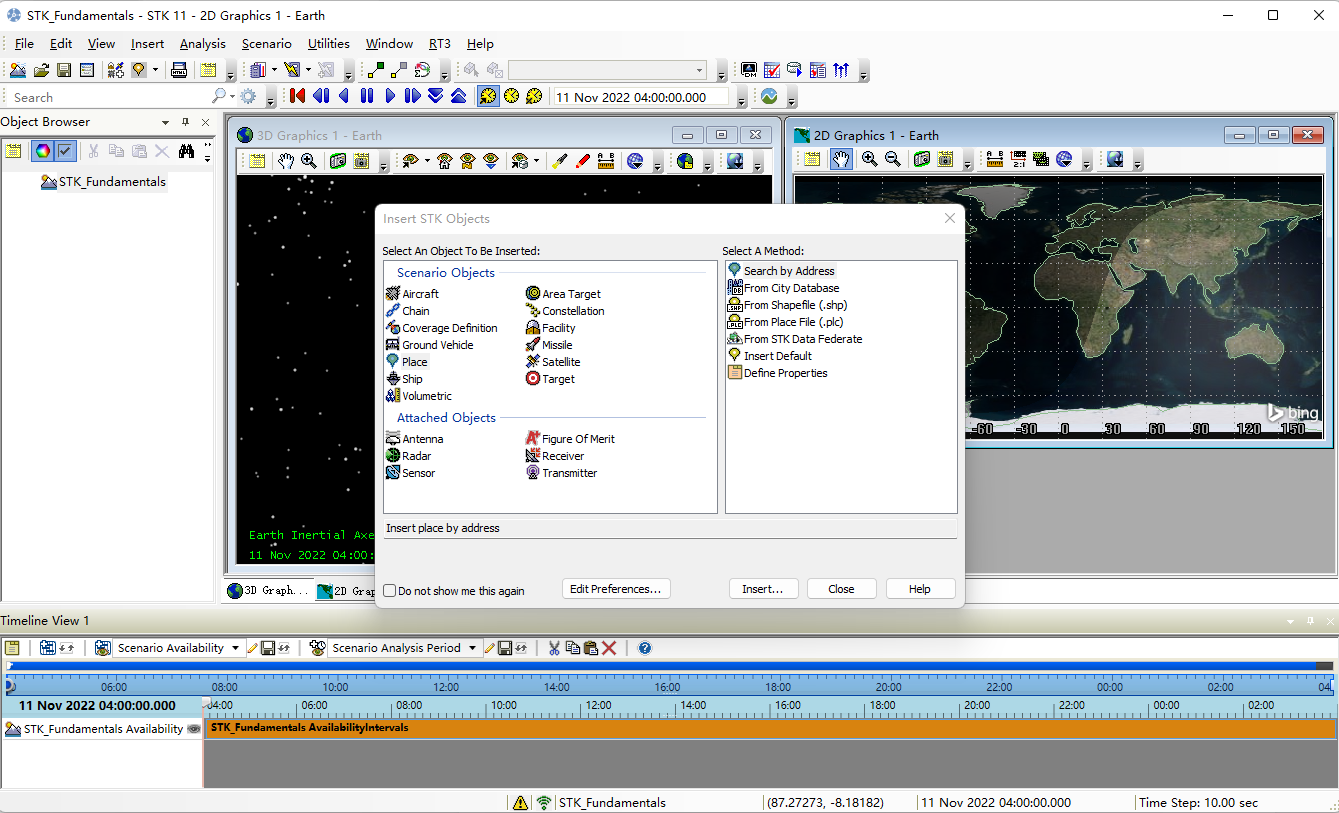 STK_Fundamentals - STK 11 - 2D Graphics 1 - Earth
File Edit View Insert Analysis Scenario Utilities Window RT3 Help
Search
11 Nov 2022 04:00:00.000
Object Browser
STK_Fundamentals
3D Graphics 1 - Earth
2D Graphics 1 - Earth
Insert STK Objects
Select An Object To Be Inserted:
Select A Method:
Scenario Objects
Aircraft
Area Target
Chain
Constellation
Coverage Definition
Facility
Ground Vehicle
Missile
Place
Satellite
Ship
Target
Volumetric
Attached Objects
Antenna
Figure Of Merit
Radar
Receiver
Sensor
Transmitter
Search by Address
From City Database
From Shapefile (.shp)
From Place File (.plc)
From STK Data Federate
Insert Default
Define Properties
Insert place by address
Do not show me this again
Edit Preferences...
Insert...
Close
Help
bing
-60 -30 0 30 60 90 120 150
Earth Inertial Axe
11 Nov 2022 04:00:
3D Graph...
2D Grap
Timeline View 1
Scenario Availability
Scenario Analysis Period
06:00 08:00 10:00 12:00 14:00 16:00 18:00 20:00 22:00 00:00 02:00 04
11 Nov 2022 04:00:00.000
04:00 06:00 08:00 10:00 12:00 14:00 16:00 18:00 20:00 22:00 00:00 02:00
STK_Fundamentals Availability
STK_Fundamentals AvailabilityIntervals
STK_Fundamentals
(87.27273, -8.18182)
11 Nov 2022 04:00:00.000
Time Step: 10.00 sec